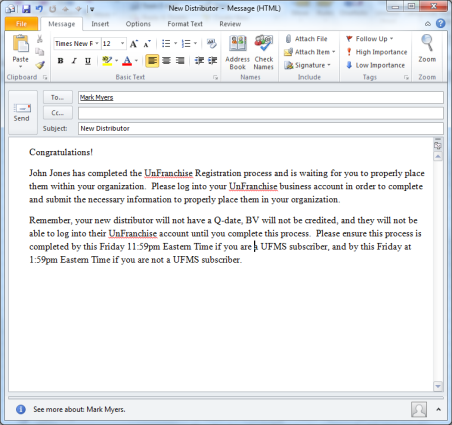 New Distributor - Message (HTML)
File Message Insert Options Format Text Review
Times New F 12
Paste
B I U
Address Book
Check Names
Attach File
Attach Item
Signature
Follow Up
High Importance
Low Importance
Zoom
Clipboard Basic Text Names Include Tags Zoom
Send
To... Mark Myers
Cc...
Subject: New Distributor
Congratulations!
John Jones has completed the UnFranchise Registration process and is waiting for you to properly place
them within your organization. Please log into your UnFranchise business account in order to complete
and submit the necessary information to properly place them in your organization.
Remember, your new distributor will not have a Q-date, BV will not be credited, and they will not be
able to log into their UnFranchise account until you complete this process. Please ensure this process is
completed by this Friday 11:59pm Eastern Time if you are a UFMS subscriber, and by this Friday at
1:59pm Eastern Time if you are not a UFMS subscriber.
See more about: Mark Myers.